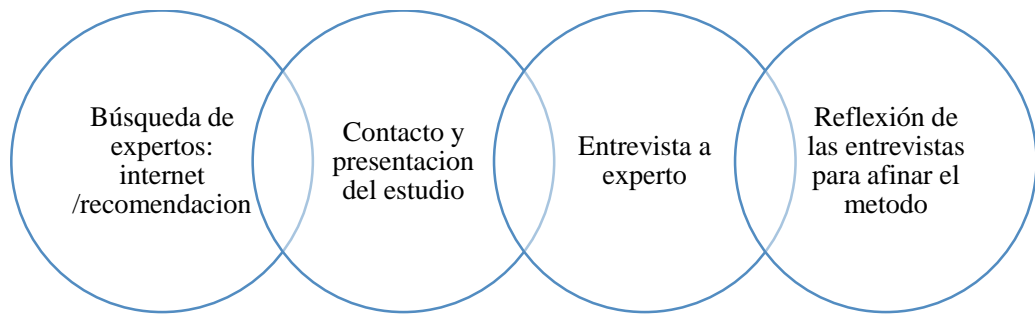 Búsqueda de
expertos:
internet
/recomendacion
Contacto y
presentacion
del estudio
Entrevista a
experto
Reflexión de
las entrevistas
para afinar el
metodo